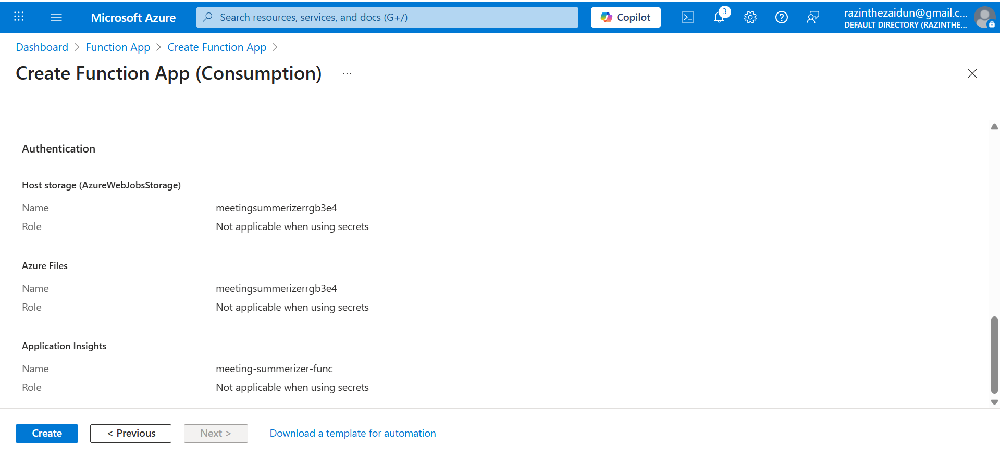 Microsoft Azure
Search resources, services, and docs (G+/)
Copilot
3
razinthezaidun@gmail.c...
DEFAULT DIRECTORY (RAZINTHE...
Dashboard > Function App > Create Function App >
Create Function App (Consumption) ...
Authentication
Host storage (AzureWebJobsStorage)
Name meetingsummerizerrgb3e4
Role Not applicable when using secrets
Azure Files
Name meetingsummerizerrgb3e4
Role Not applicable when using secrets
Application Insights
Name meeting-summerizer-func
Role Not applicable when using secrets
Create < Previous Next > Download a template for automation